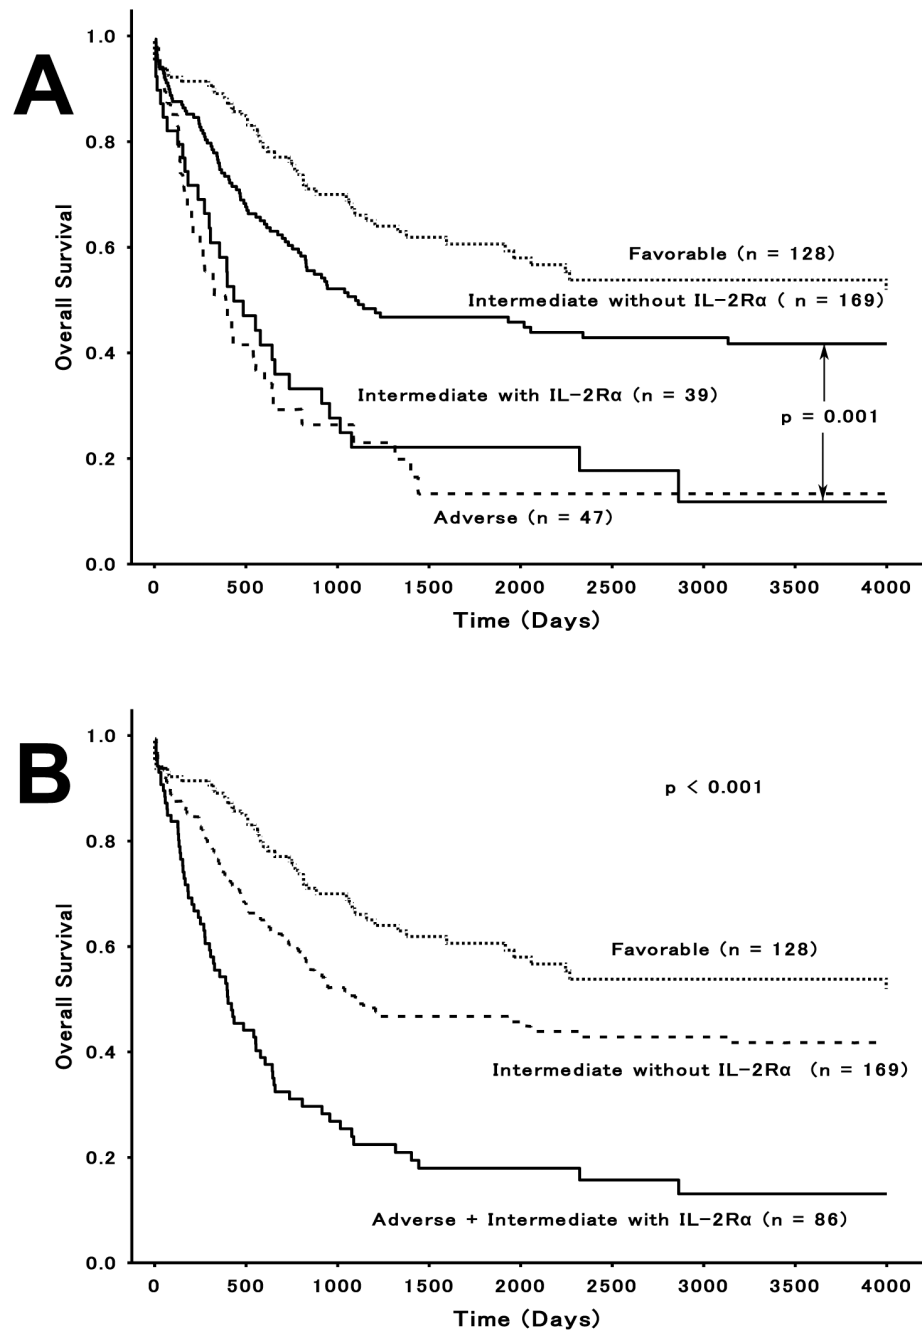 A
1.0
0.8
0.6
0.4
0.2
0.0
Overall Survival
Favorable (n = 128)
Intermediate without IL-2Rα ( n = 169)
Intermediate with IL-2Rα (n = 39)
p = 0.001
Adverse (n = 47)
0 500 1000 1500 2000 2500 3000 3500 4000
Time (Days)
B
1.0
0.8
0.6
0.4
0.2
0.0
Overall Survival
p < 0.001
Favorable (n = 128)
Intermediate without IL-2Rα (n = 169)
Adverse + Intermediate with IL-2Rα (n = 86)
0 500 1000 1500 2000 2500 3000 3500 4000
Time (Days)